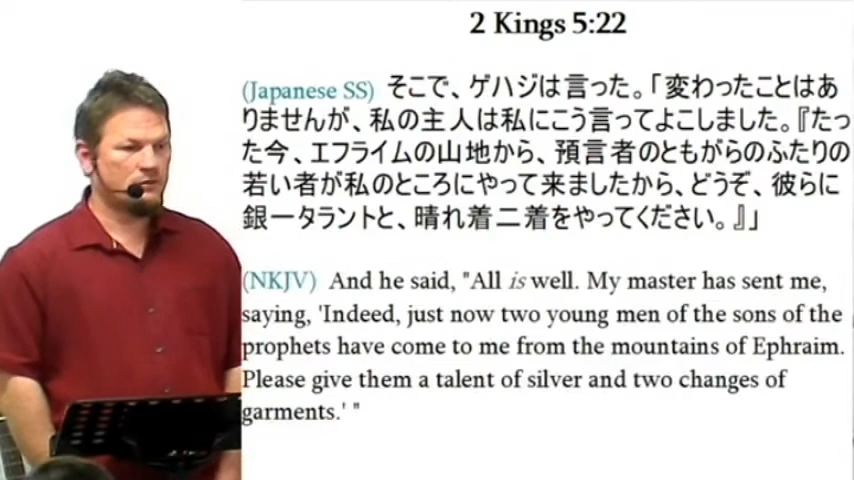 2 Kings 5:22
(Japanese SS) そこで、ゲハジは言った。「変わったことはあ
りませんが、私の主人は私にこう言ってよこしました。『たっ
た今、エフライムの山地から、預言者のともがらのふたりの
若い者が私のところにやって来ましたから、どうぞ、彼らに
銀一タラントと、晴れ着二着をやってください。』」
(NKJV) And he said, "All is well. My master has sent me,
saying, 'Indeed, just now two young men of the sons of the
prophets have come to me from the mountains of Ephraim.
Please give them a talent of silver and two changes of
garments.' "